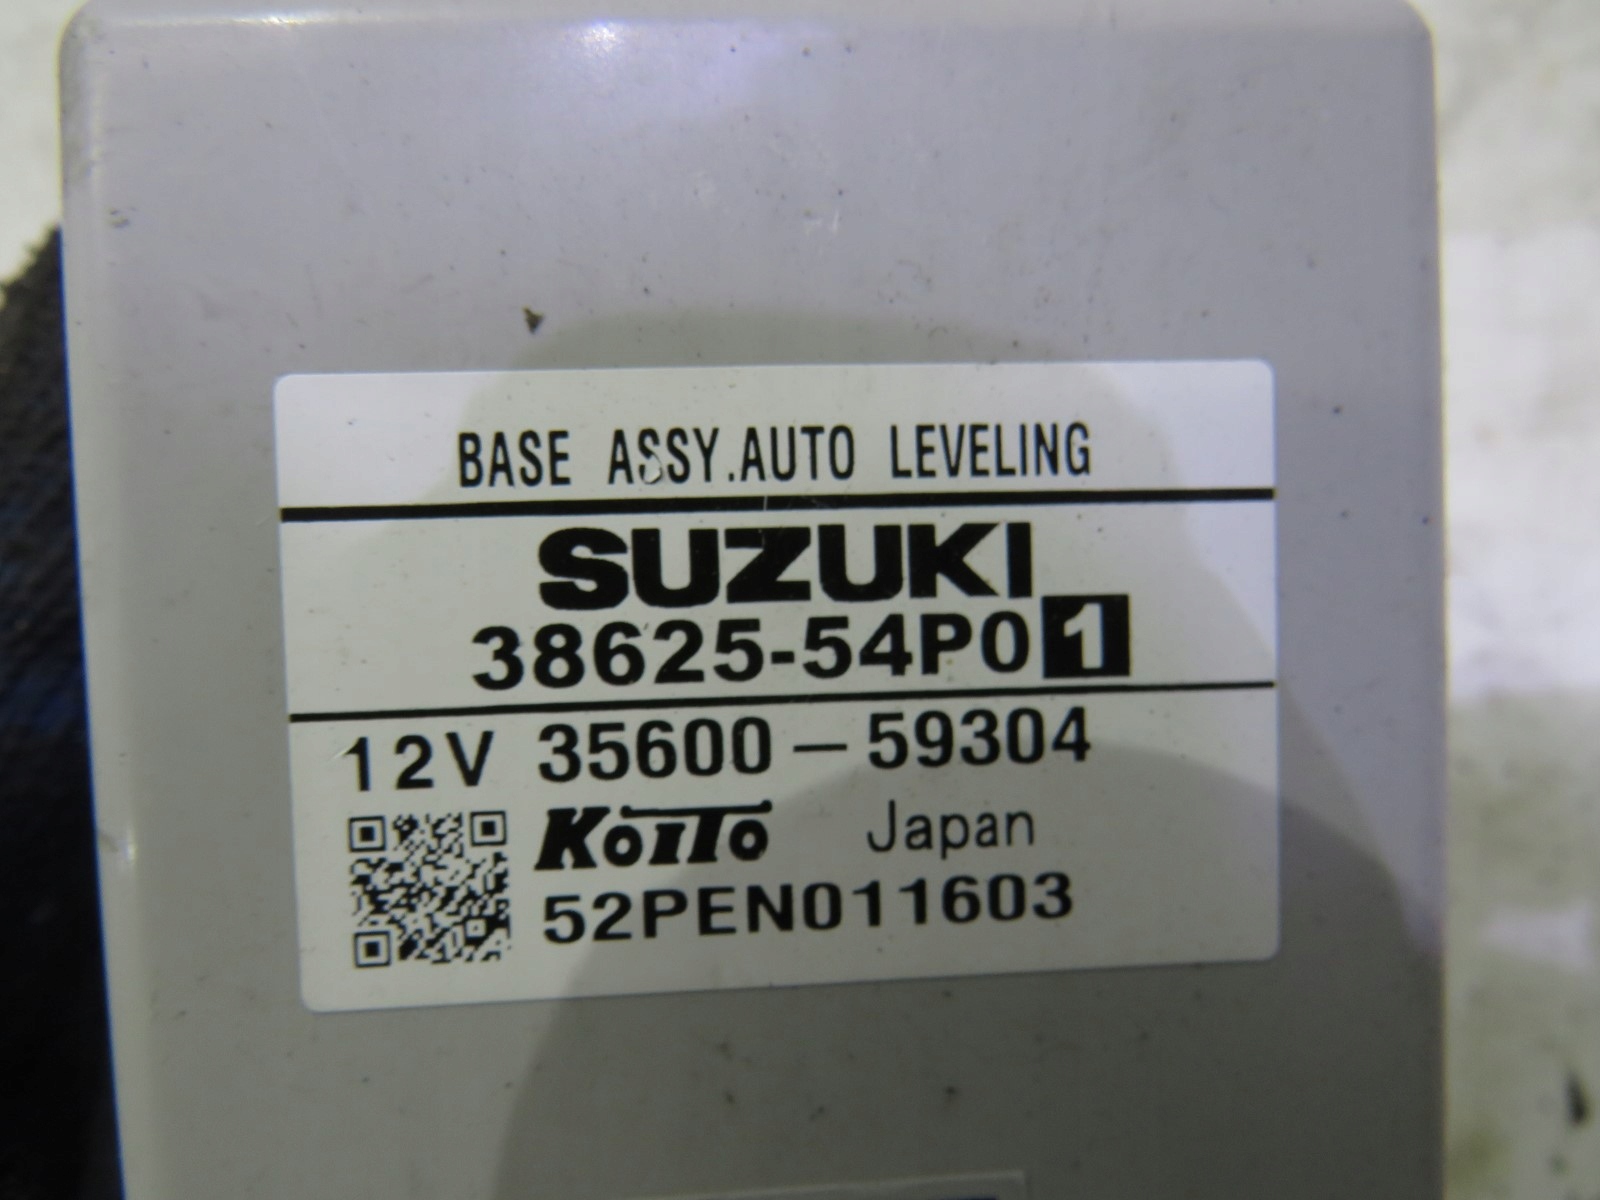 BASE ASSY.AUTO LEVELING
SUZUKI
38625-54P01
12V 35600-59304
KOITO Japan
52PEN011603